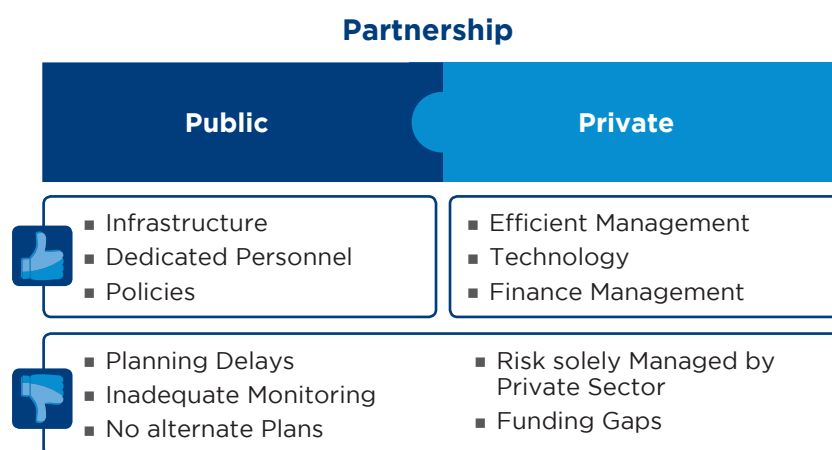 Partnership
Public
Private
▪ Infrastructure
▪ Dedicated Personnel
▪ Policies
▪ Efficient Management
▪ Technology
▪ Finance Management
▪ Planning Delays
▪ Inadequate Monitoring
▪ No alternate Plans
▪ Risk solely Managed by
Private Sector
▪ Funding Gaps